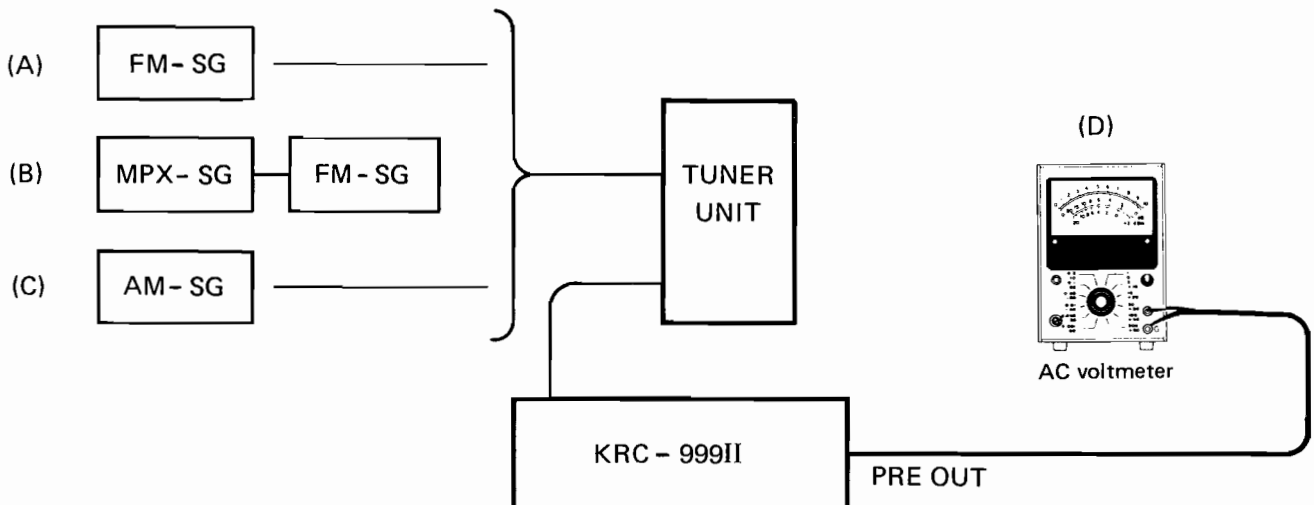 (A)
FM-SG
(B)
MPX-SG
FM-SG
(C)
AM-SG
TUNER
UNIT
(D)
AC voltmeter
KRC-999II
PRE OUT